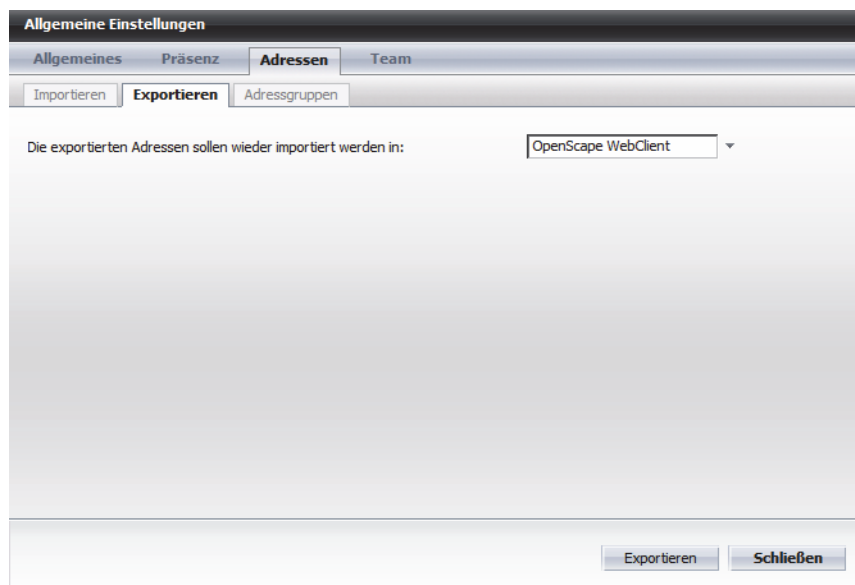 Allgemeine Einstellungen
Allgemeines Präsenz Adressen Team
Importieren Exportieren Adressgruppen
Die exportierten Adressen sollen wieder importiert werden in: OpenScape WebClient
Exportieren Schließen